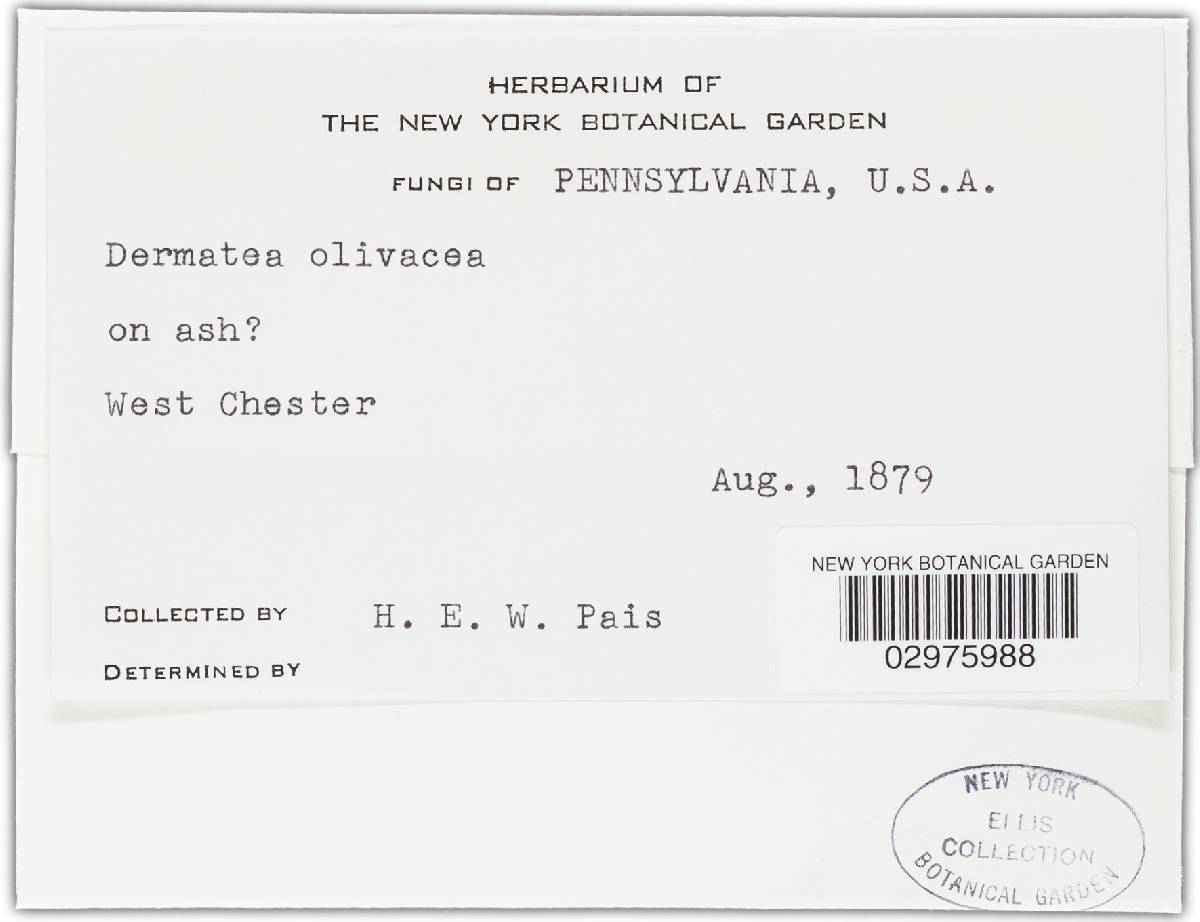 HERBARIUM OF
THE NEW YORK BOTANICAL GARDEN
FUNGI OF PENNSYLVANIA, U.S.A.
Dermatea olivacea
on ash?
West Chester
Aug., 1879
COLLECTED BY H. E. W. Pais
DETERMINED BY
NEW YORK BOTANICAL GARDEN
02975988
NEW YORK
ELLIS
COLLECTION
BOTANICAL GARDEN